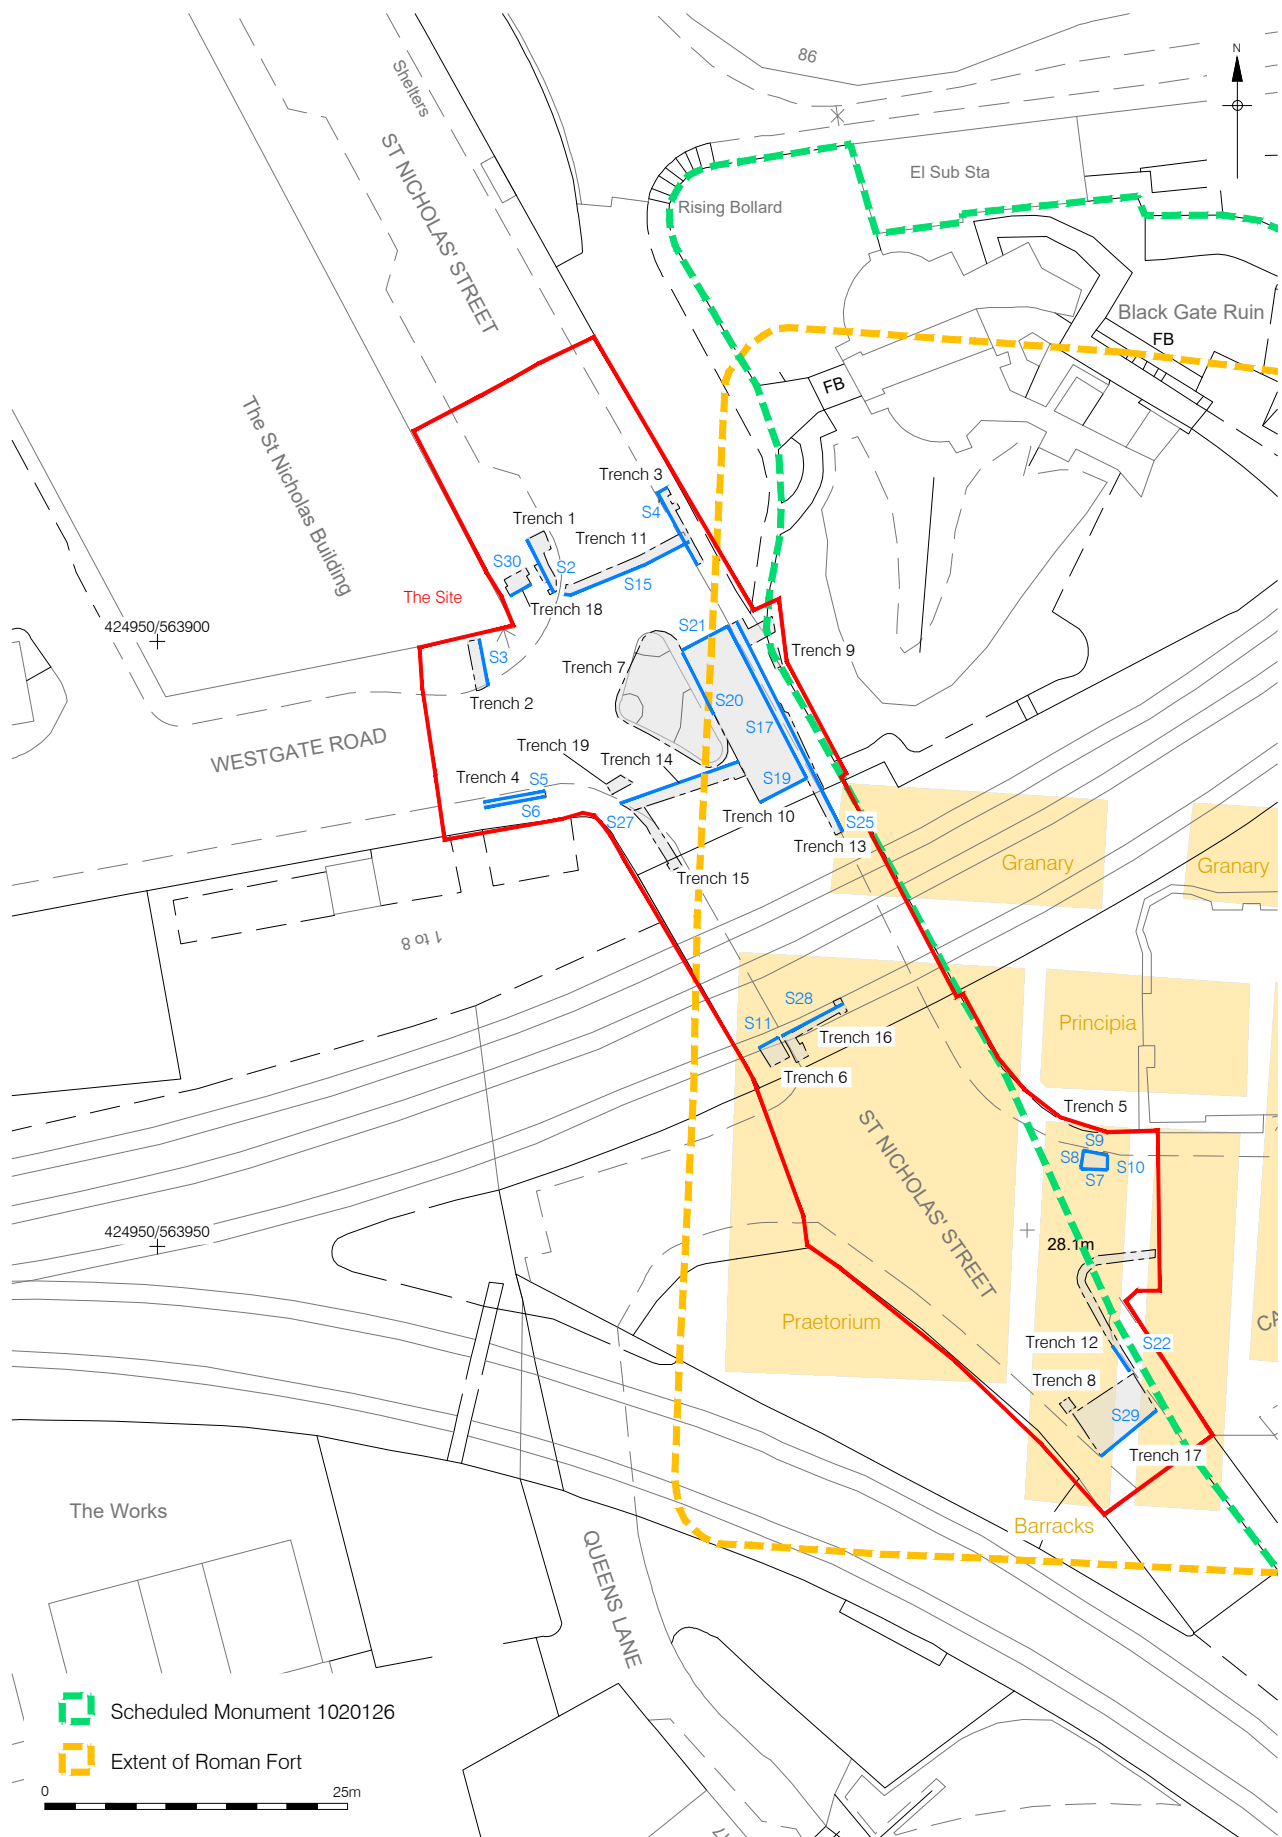 86
N
Shelters
ST NICHOLAS' STREET
El Sub Sta
Rising Bollard
Black Gate Ruin
FB
FB
The St Nicholas Building
Trench 3
S4
Trench 1
Trench 11
S30
S2
S15
The Site
Trench 18
424950/563900
S21
S3
Trench 7
Trench 9
Trench 2
S20
S17
WESTGATE ROAD
Trench 19
Trench 14
Trench 4
S5
S19
S6
S27
Trench 10
S25
Trench 13
Granary
Granary
Trench 15
1 to 8
S28
S11
Principia
Trench 16
Trench 6
Trench 5
ST NICHOLAS' STREET
S9
S8
S10
S7
424950/563950
28.1m
Praetorium
CA
Trench 12
S22
Trench 8
S29
Trench 17
The Works
Barracks
QUEENS LANE
Scheduled Monument 1020126
Extent of Roman Fort
0
25m